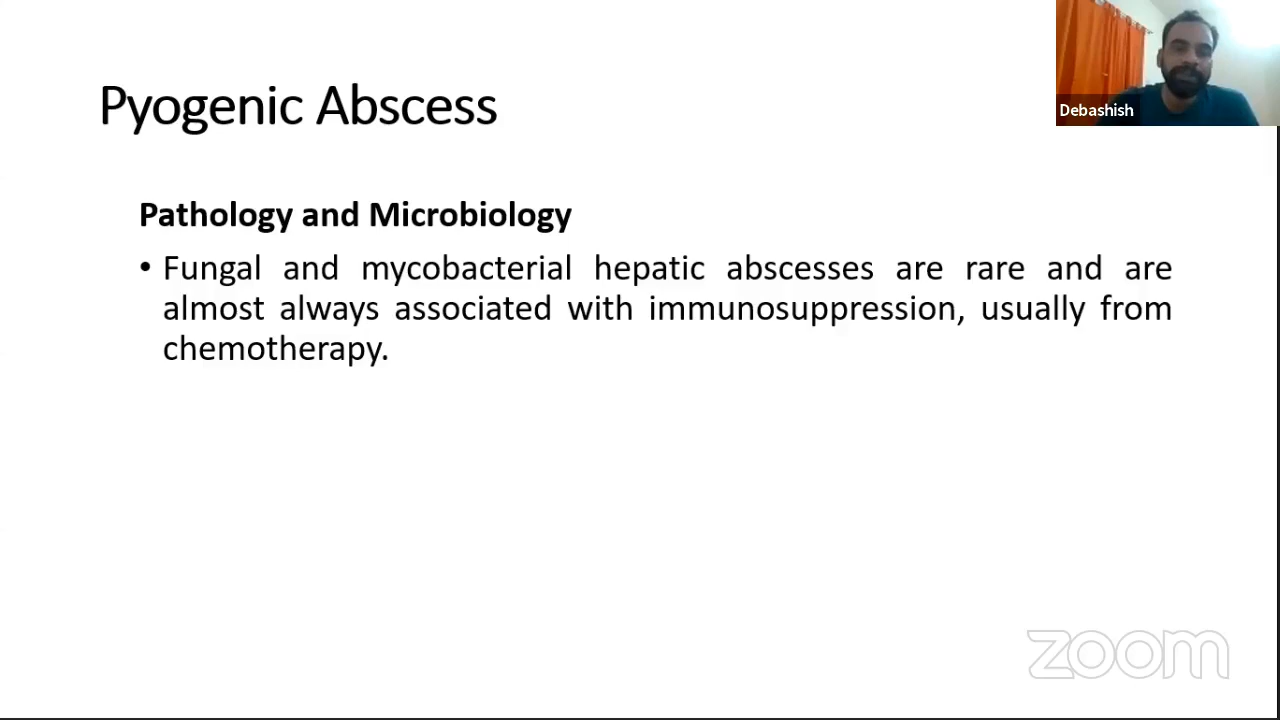 Pyogenic Abscess
Debashish
Pathology and Microbiology
• Fungal and mycobacterial hepatic abscesses are rare and are
almost always associated with immunosuppression, usually from
chemotherapy.
zoom